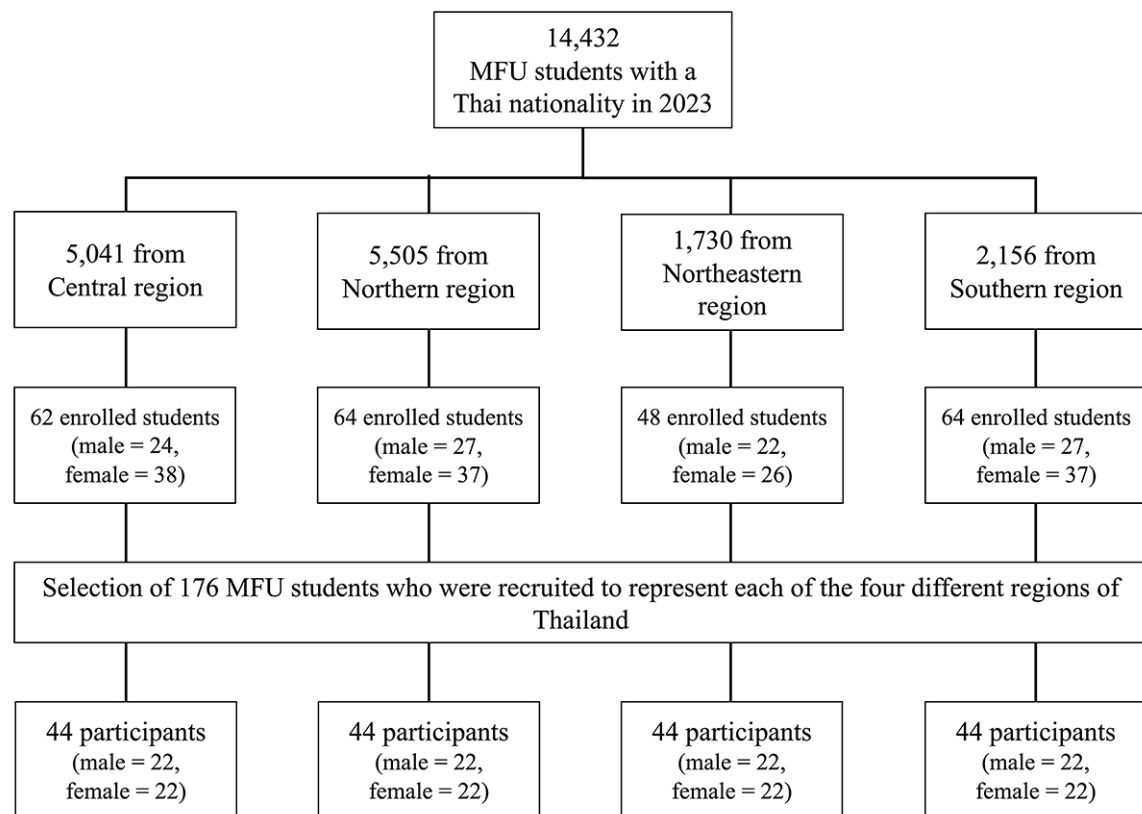 14,432
MFU students with a
Thai nationality in 2023
5,041 from
Central region
5,505 from
Northern region
1,730 from
Northeastern
region
2,156 from
Southern region
62 enrolled students
(male = 24,
female = 38)
64 enrolled students
(male = 27,
female = 37)
48 enrolled students
(male = 22,
female = 26)
64 enrolled students
(male = 27,
female = 37)
Selection of 176 MFU students who were recruited to represent each of the four different regions of
Thailand
44 participants
(male = 22,
female = 22)
44 participants
(male = 22,
female = 22)
44 participants
(male = 22,
female = 22)
44 participants
(male = 22,
female = 22)